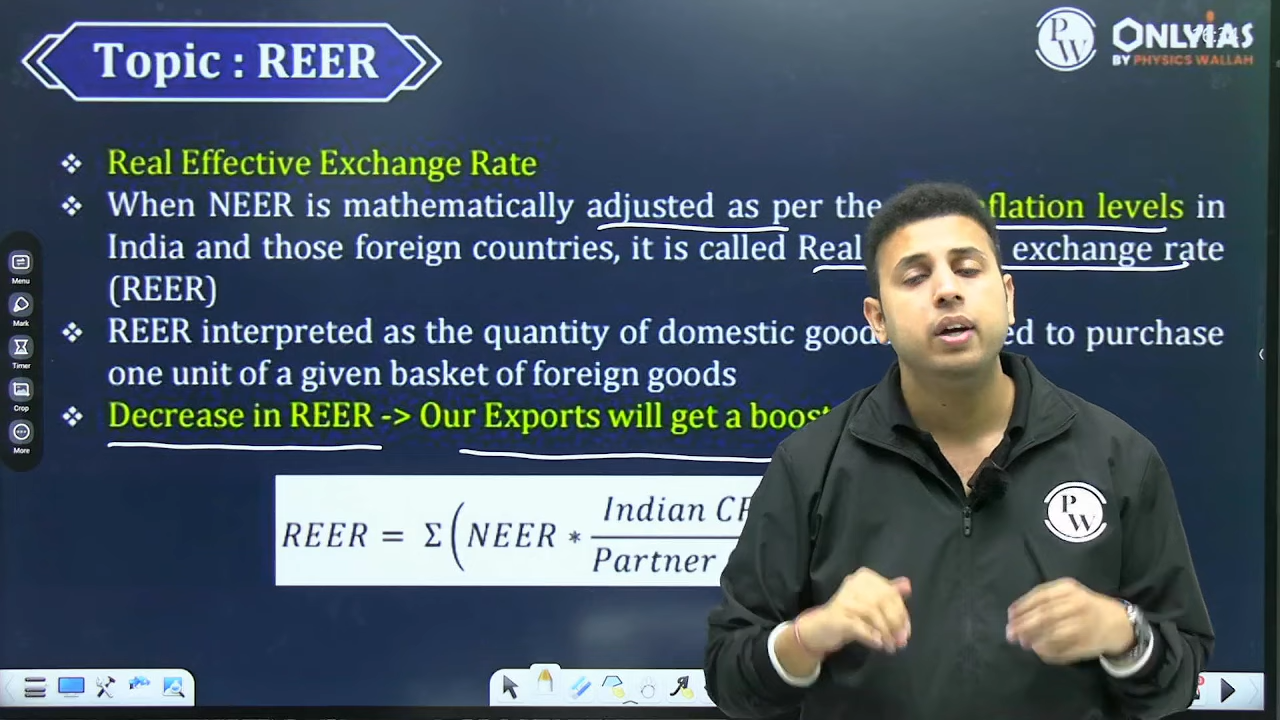 Topic : REER
PW
ONLYIAS
BY PHYSICS WALLAH
❖ Real Effective Exchange Rate
❖ When NEER is mathematically adjusted as per the flation levels in
India and those foreign countries, it is called Real exchange rate
(REER)
❖ REER interpreted as the quantity of domestic good d to purchase
one unit of a given basket of foreign goods
❖ Decrease in REER -> Our Exports will get a boost
REER = Σ(NEER * Indian CP
Partner
PW
Menu
Mark
Timer
Crop
More